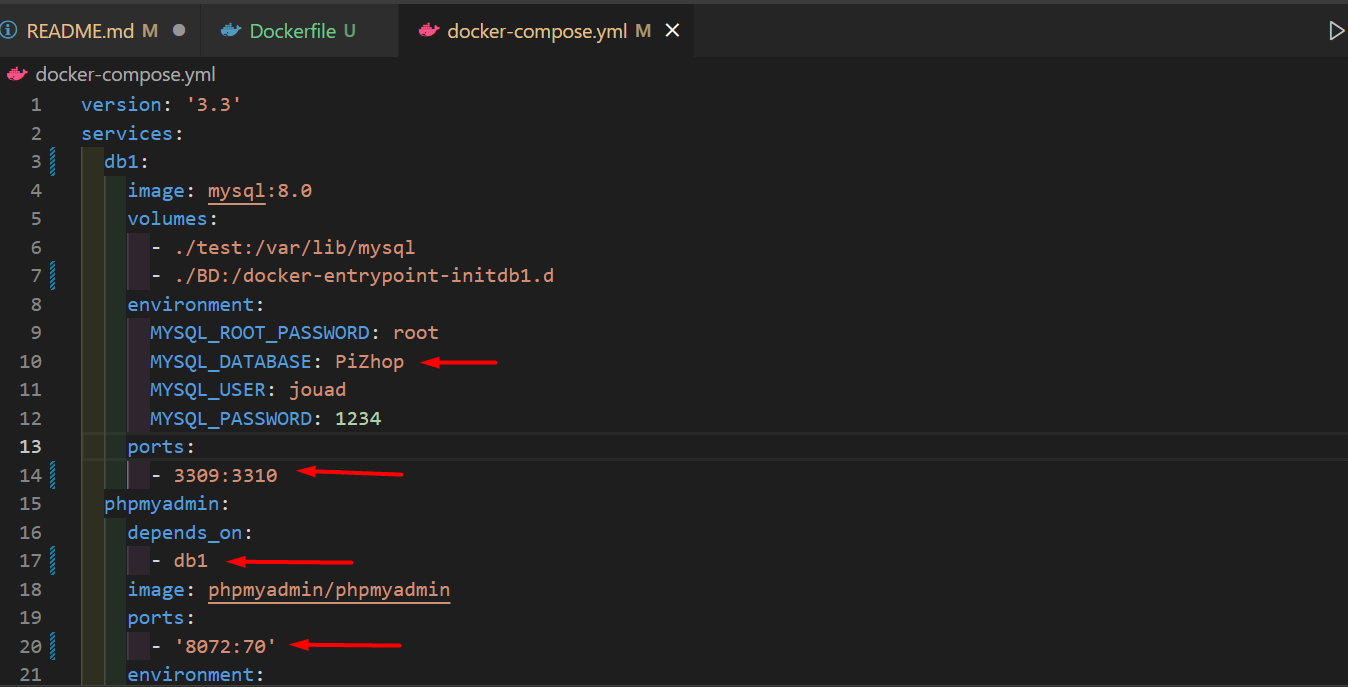 README.md M Dockerfile U docker-compose.yml M
docker-compose.yml
1 version: '3.3'
2 services:
3 db1:
4 image: mysql:8.0
5 volumes:
6 - ./test:/var/lib/mysql
7 - ./BD:/docker-entrypoint-initdb1.d
8 environment:
9 MYSQL_ROOT_PASSWORD: root
10 MYSQL_DATABASE: PiZhop
11 MYSQL_USER: jouad
12 MYSQL_PASSWORD: 1234
13 ports:
14 - 3309:3310
15 phpmyadmin:
16 depends_on:
17 - db1
18 image: phpmyadmin/phpmyadmin
19 ports:
20 - '8072:70'
21 environment: